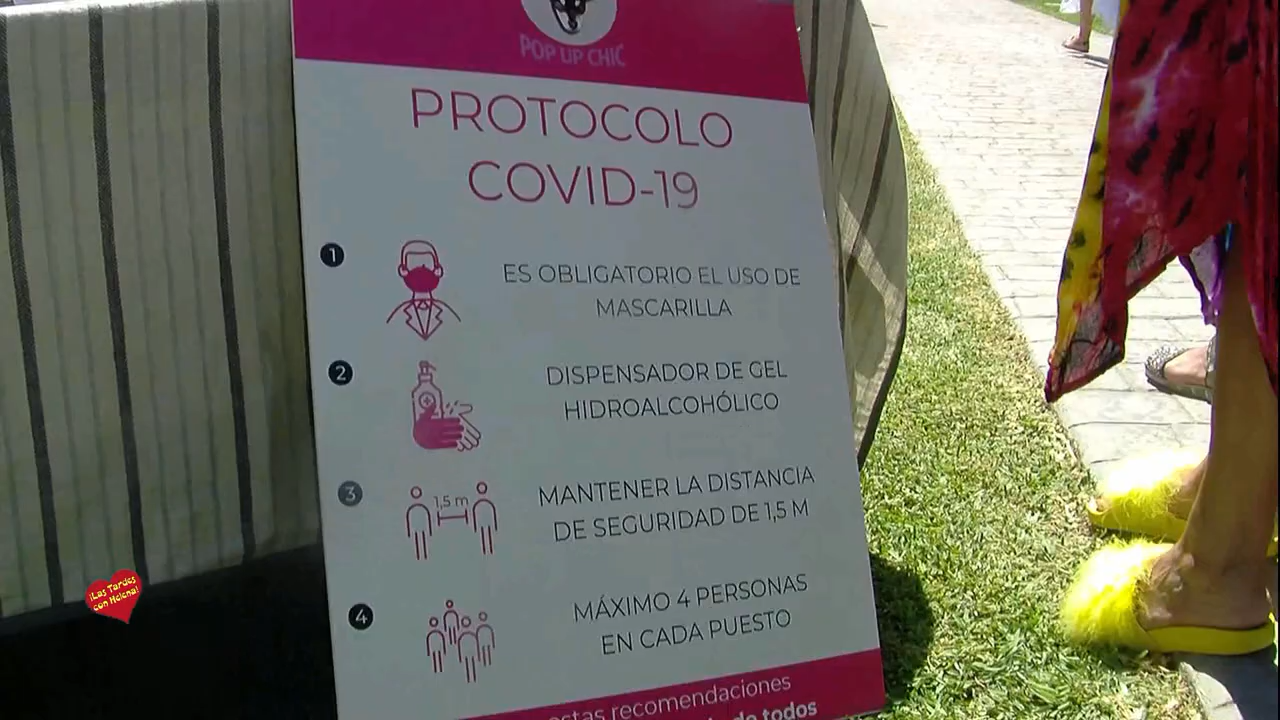 POP UP CHIC
PROTOCOLO
COVID-19
1
ES OBLIGATORIO EL USO DE
MASCARILLA
2
DISPENSADOR DE GEL
HIDROALCOHÓLICO
3
1,5 m
MANTENER LA DISTANCIA
DE SEGURIDAD DE 1,5 M
4
MÁXIMO 4 PERSONAS
EN CADA PUESTO
recomendaciones
de todos
¡Las Tardes
con Helena!